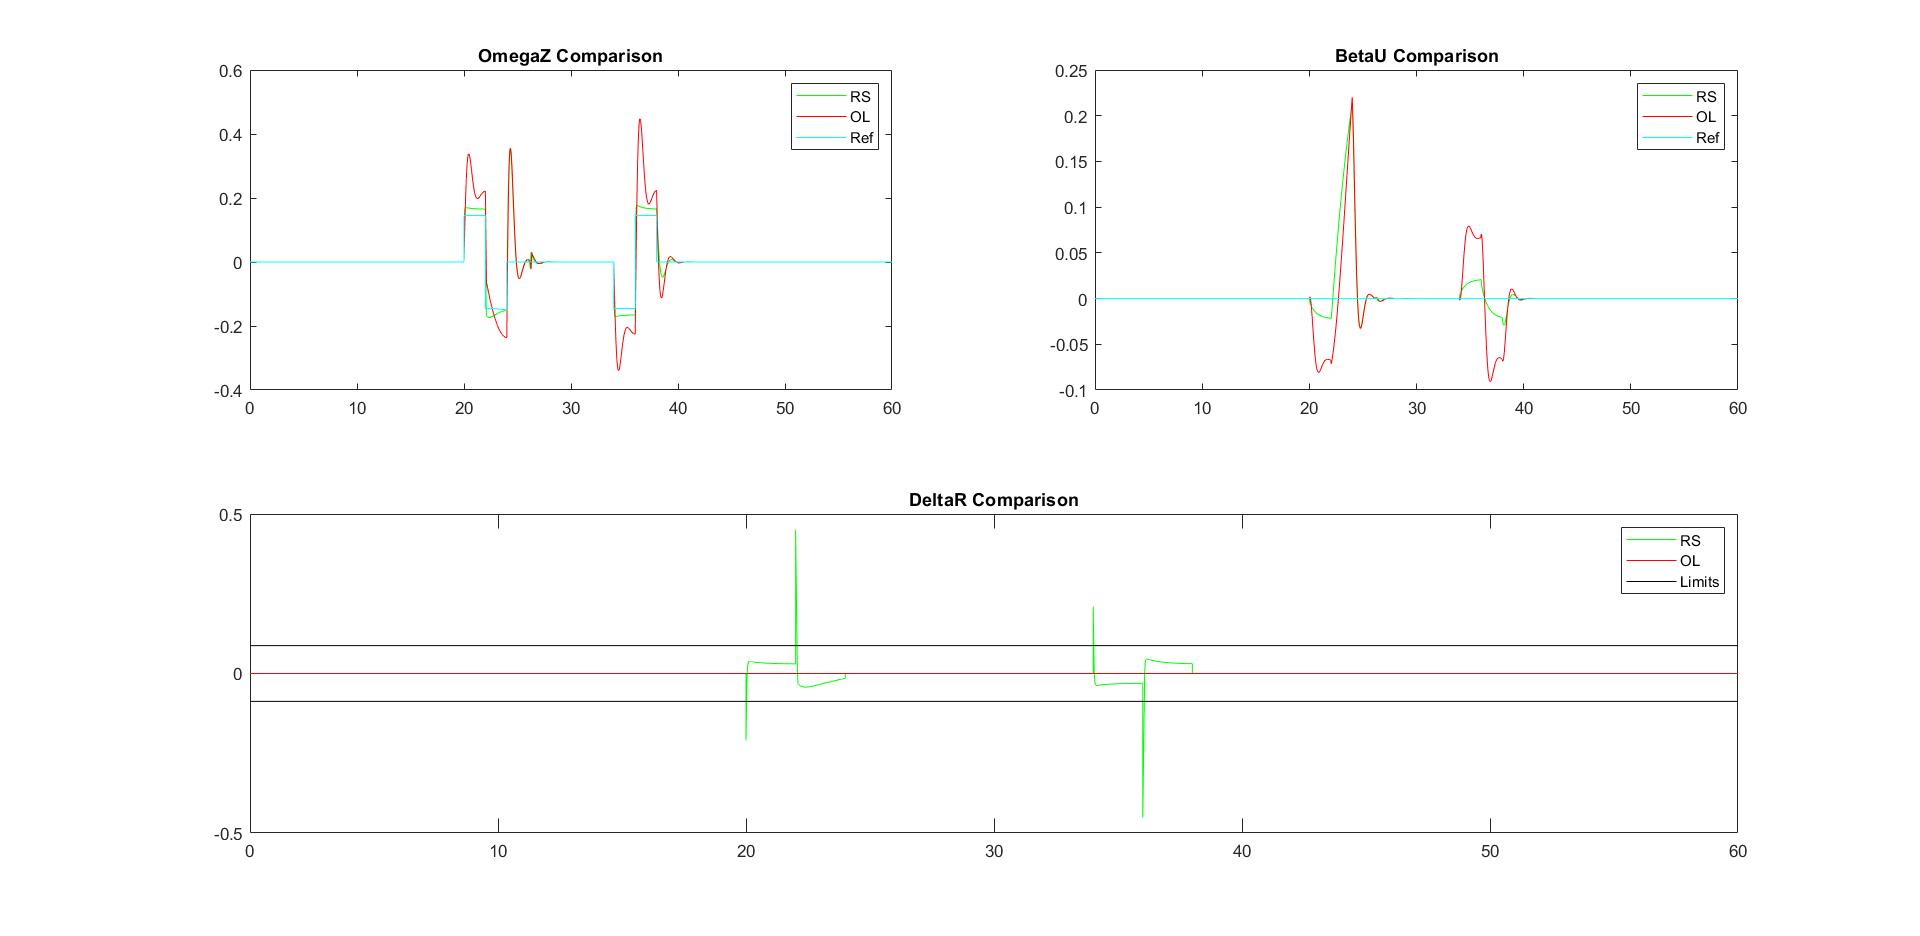 OmegaZ Comparison
0.6
0.4
0.2
0
-0.2
-0.4
0 10 20 30 40 50 60
RS
OL
Ref
BetaU Comparison
0.25
0.2
0.15
0.1
0.05
0
-0.05
-0.1
0 10 20 30 40 50 60
RS
OL
Ref
DeltaR Comparison
0.5
0
-0.5
0 10 20 30 40 50 60
RS
OL
Limits